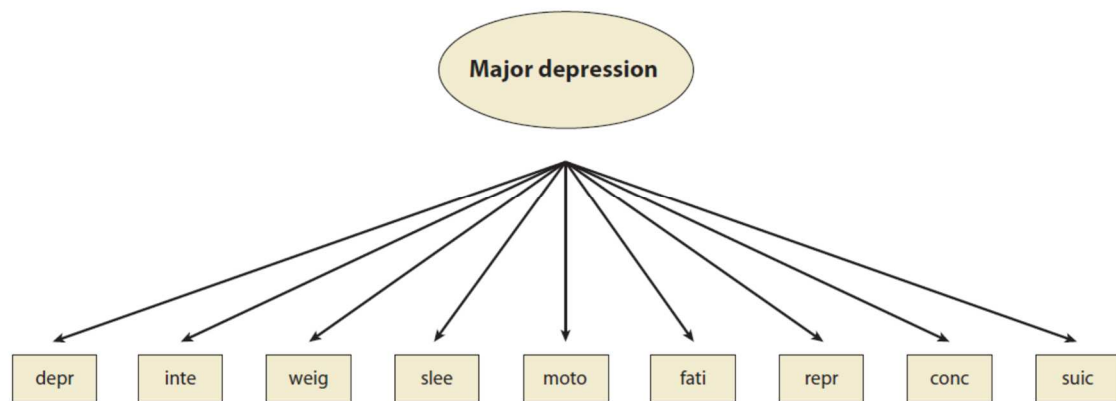 Major depression
depr inte weig slee moto fati repr conc suic